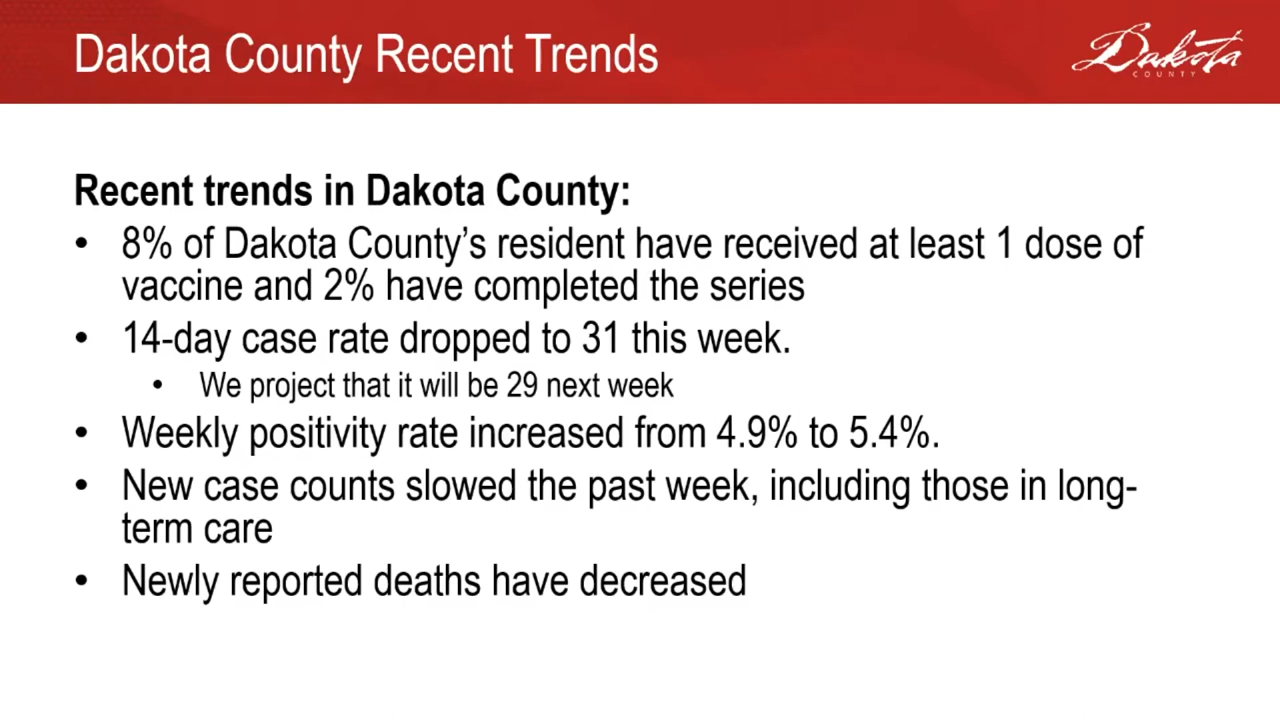 Dakota County Recent Trends
Dakota
COUNTY
Recent trends in Dakota County:
• 8% of Dakota County’s resident have received at least 1 dose of
vaccine and 2% have completed the series
• 14-day case rate dropped to 31 this week.
• We project that it will be 29 next week
• Weekly positivity rate increased from 4.9% to 5.4%.
• New case counts slowed the past week, including those in long-
term care
• Newly reported deaths have decreased